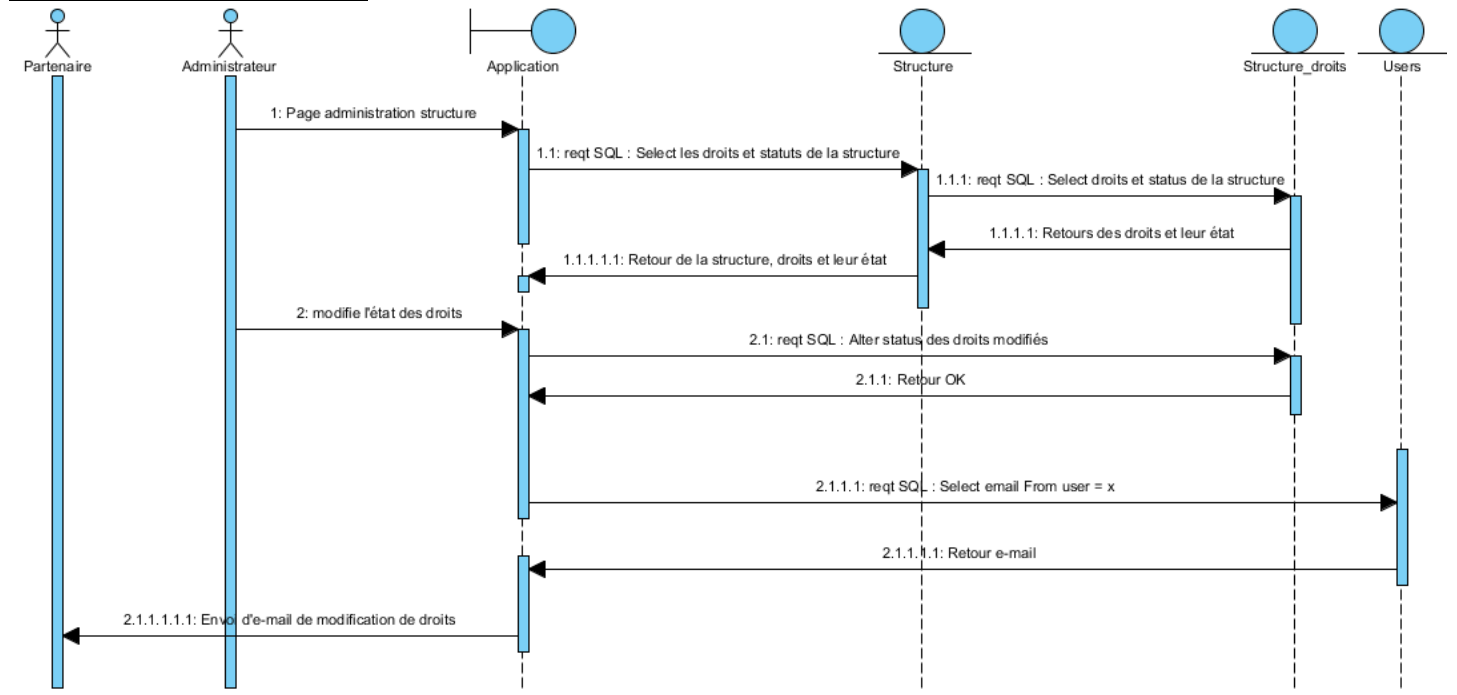 Partenaire
Administrateur
Application
Structure
Structure_droits
Users
1: Page administration structure
1.1: reqt SQL : Select les droits et statuts de la structure
1.1.1: reqt SQL : Select droits et status de la structure
1.1.1.1: Retours des droits et leur état
1.1.1.1.1: Retour de la structure, droits et leur état
2: modifie l'état des droits
2.1: reqt SQL : Alter status des droits modifiés
2.1.1: Retour OK
2.1.1.1: reqt SQL : Select email From user = x
2.1.1.1.1: Retour e-mail
2.1.1.1.1.1: Envoi d'e-mail de modification de droits